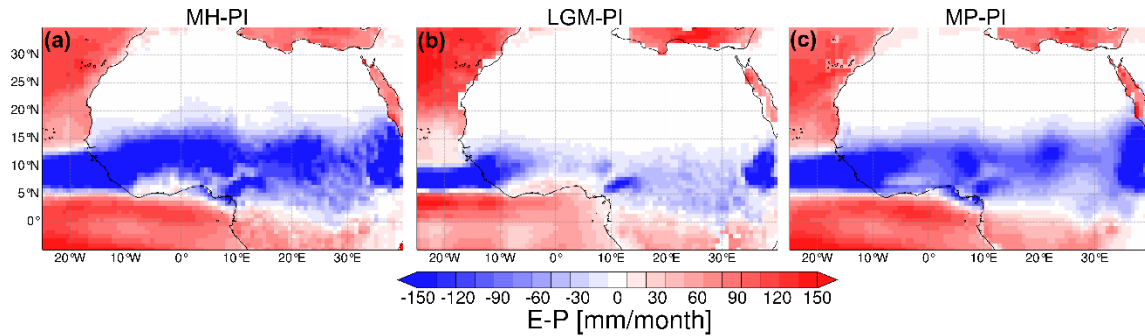 MH-PI LGM-PI MP-PI
(a) (b) (c)
30°N
25°N
20°N
15°N
10°N
5°N
0°
20°W 10°W 0° 10°E 20°E 30°E 20°W 10°W 0° 10°E 20°E 30°E 20°W 10°W 0° 10°E 20°E 30°E
-150 -120 -90 -60 -30 0 30 60 90 120 150
E-P [mm/month]